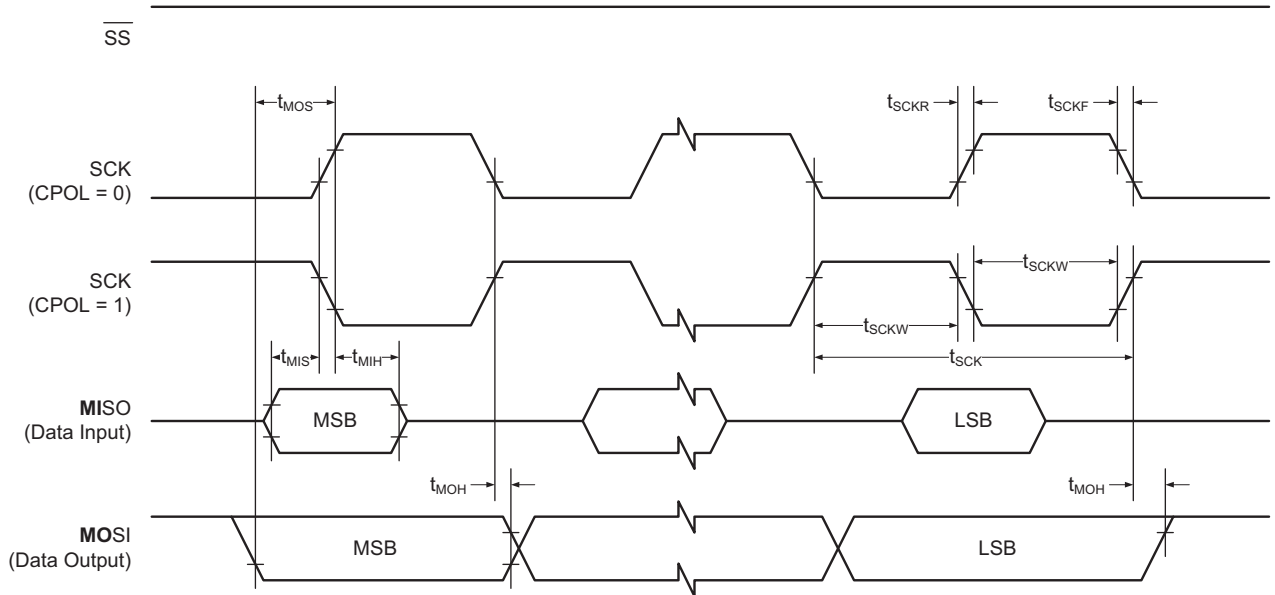 SS
tMOS
tSCKR
tSCKF
SCK
(CPOL = 0)
SCK
(CPOL = 1)
tSCKW
tSCKW
tMIS
tMIH
tSCK
MISO
(Data Input)
MSB
LSB
tMOH
tMOH
MOSI
(Data Output)
MSB
LSB